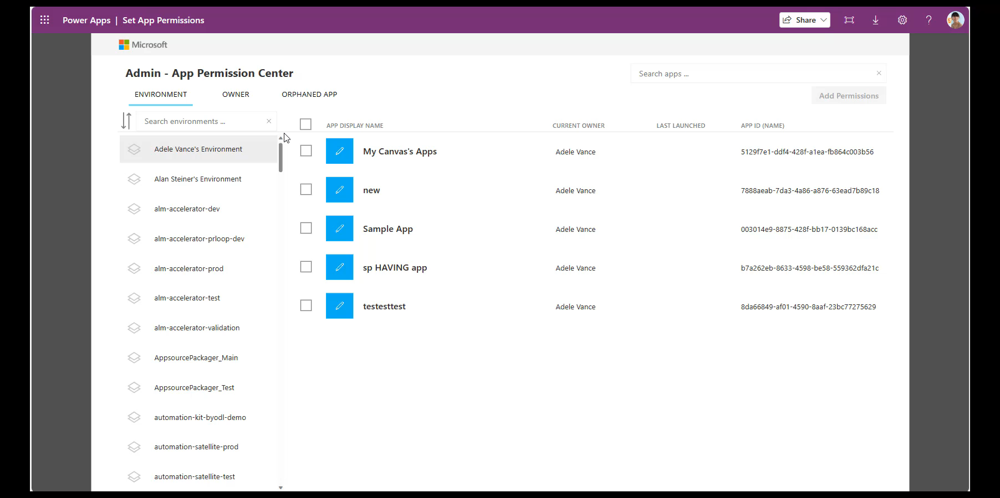 Power Apps | Set App Permissions
Share
Microsoft
Admin - App Permission Center
Search apps ...
ENVIRONMENT
OWNER
ORPHANED APP
Add Permissions
Search environments ...
APP DISPLAY NAME
CURRENT OWNER
LAST LAUNCHED
APP ID (NAME)
Adele Vance's Environment
Alan Steiner's Environment
alm-accelerator-dev
alm-accelerator-prloop-dev
alm-accelerator-prod
alm-accelerator-test
alm-accelerator-validation
AppsourcePackager_Main
AppsourcePackager_Test
automation-kit-byodl-demo
automation-satellite-prod
automation-satellite-test
My Canvas's Apps Adele Vance 5129f7e1-ddf4-428f-a1ea-fb864c003b56
new Adele Vance 7888aeab-7da3-4a86-a876-63ead7b89c18
Sample App Adele Vance 003014e9-8875-428f-bb17-0139bc168acc
sp HAVING app Adele Vance b7a262eb-8633-4598-be58-559362dfa21c
testesttest Adele Vance 8da66849-af01-4590-8aaf-23bc77275629